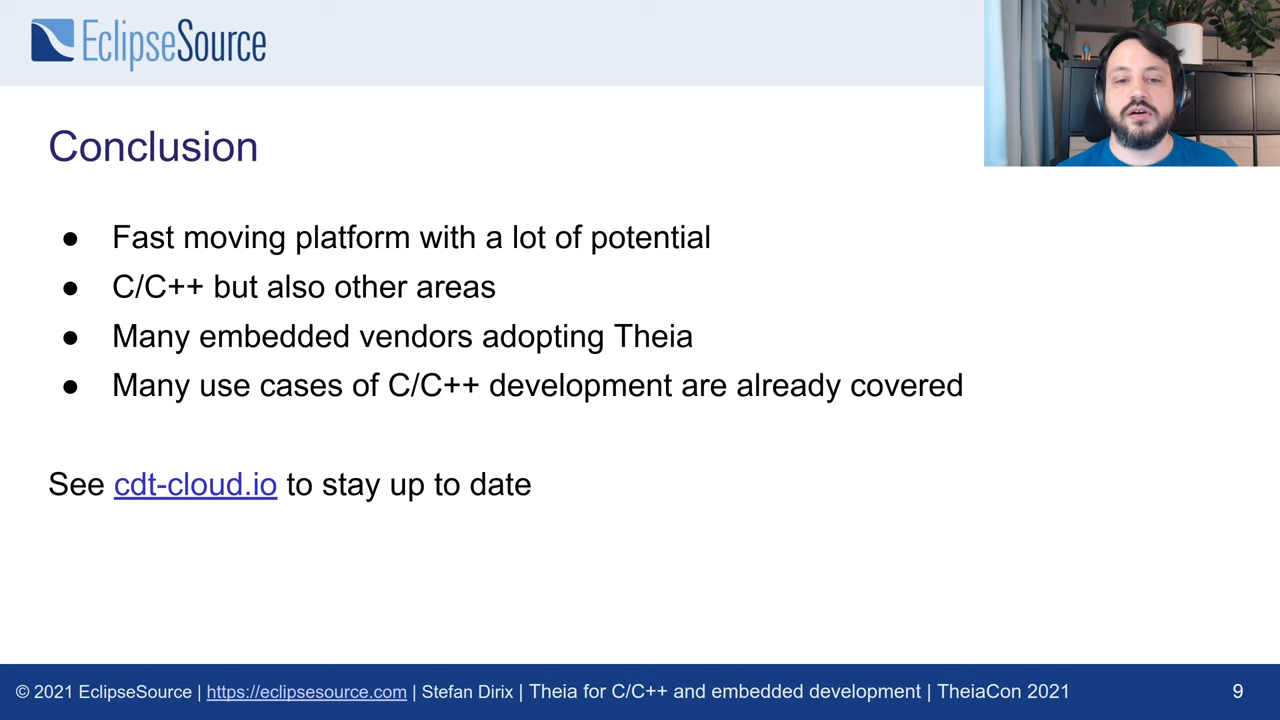 EclipseSource
Conclusion
● Fast moving platform with a lot of potential
● C/C++ but also other areas
● Many embedded vendors adopting Theia
● Many use cases of C/C++ development are already covered
See cdt-cloud.io to stay up to date
© 2021 EclipseSource | https://eclipsesource.com | Stefan Dirix | Theia for C/C++ and embedded development | TheiaCon 2021 9